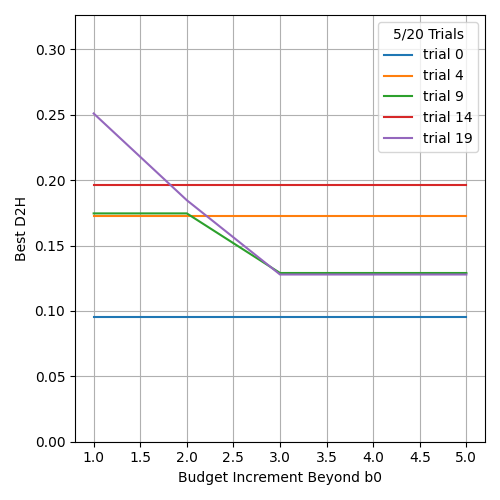 5/20 Trials
trial 0
trial 4
trial 9
trial 14
trial 19
0.30
0.25
0.20
0.15
0.10
0.05
0.00
Best D2H
1.0 1.5 2.0 2.5 3.0 3.5 4.0 4.5 5.0
Budget Increment Beyond b0